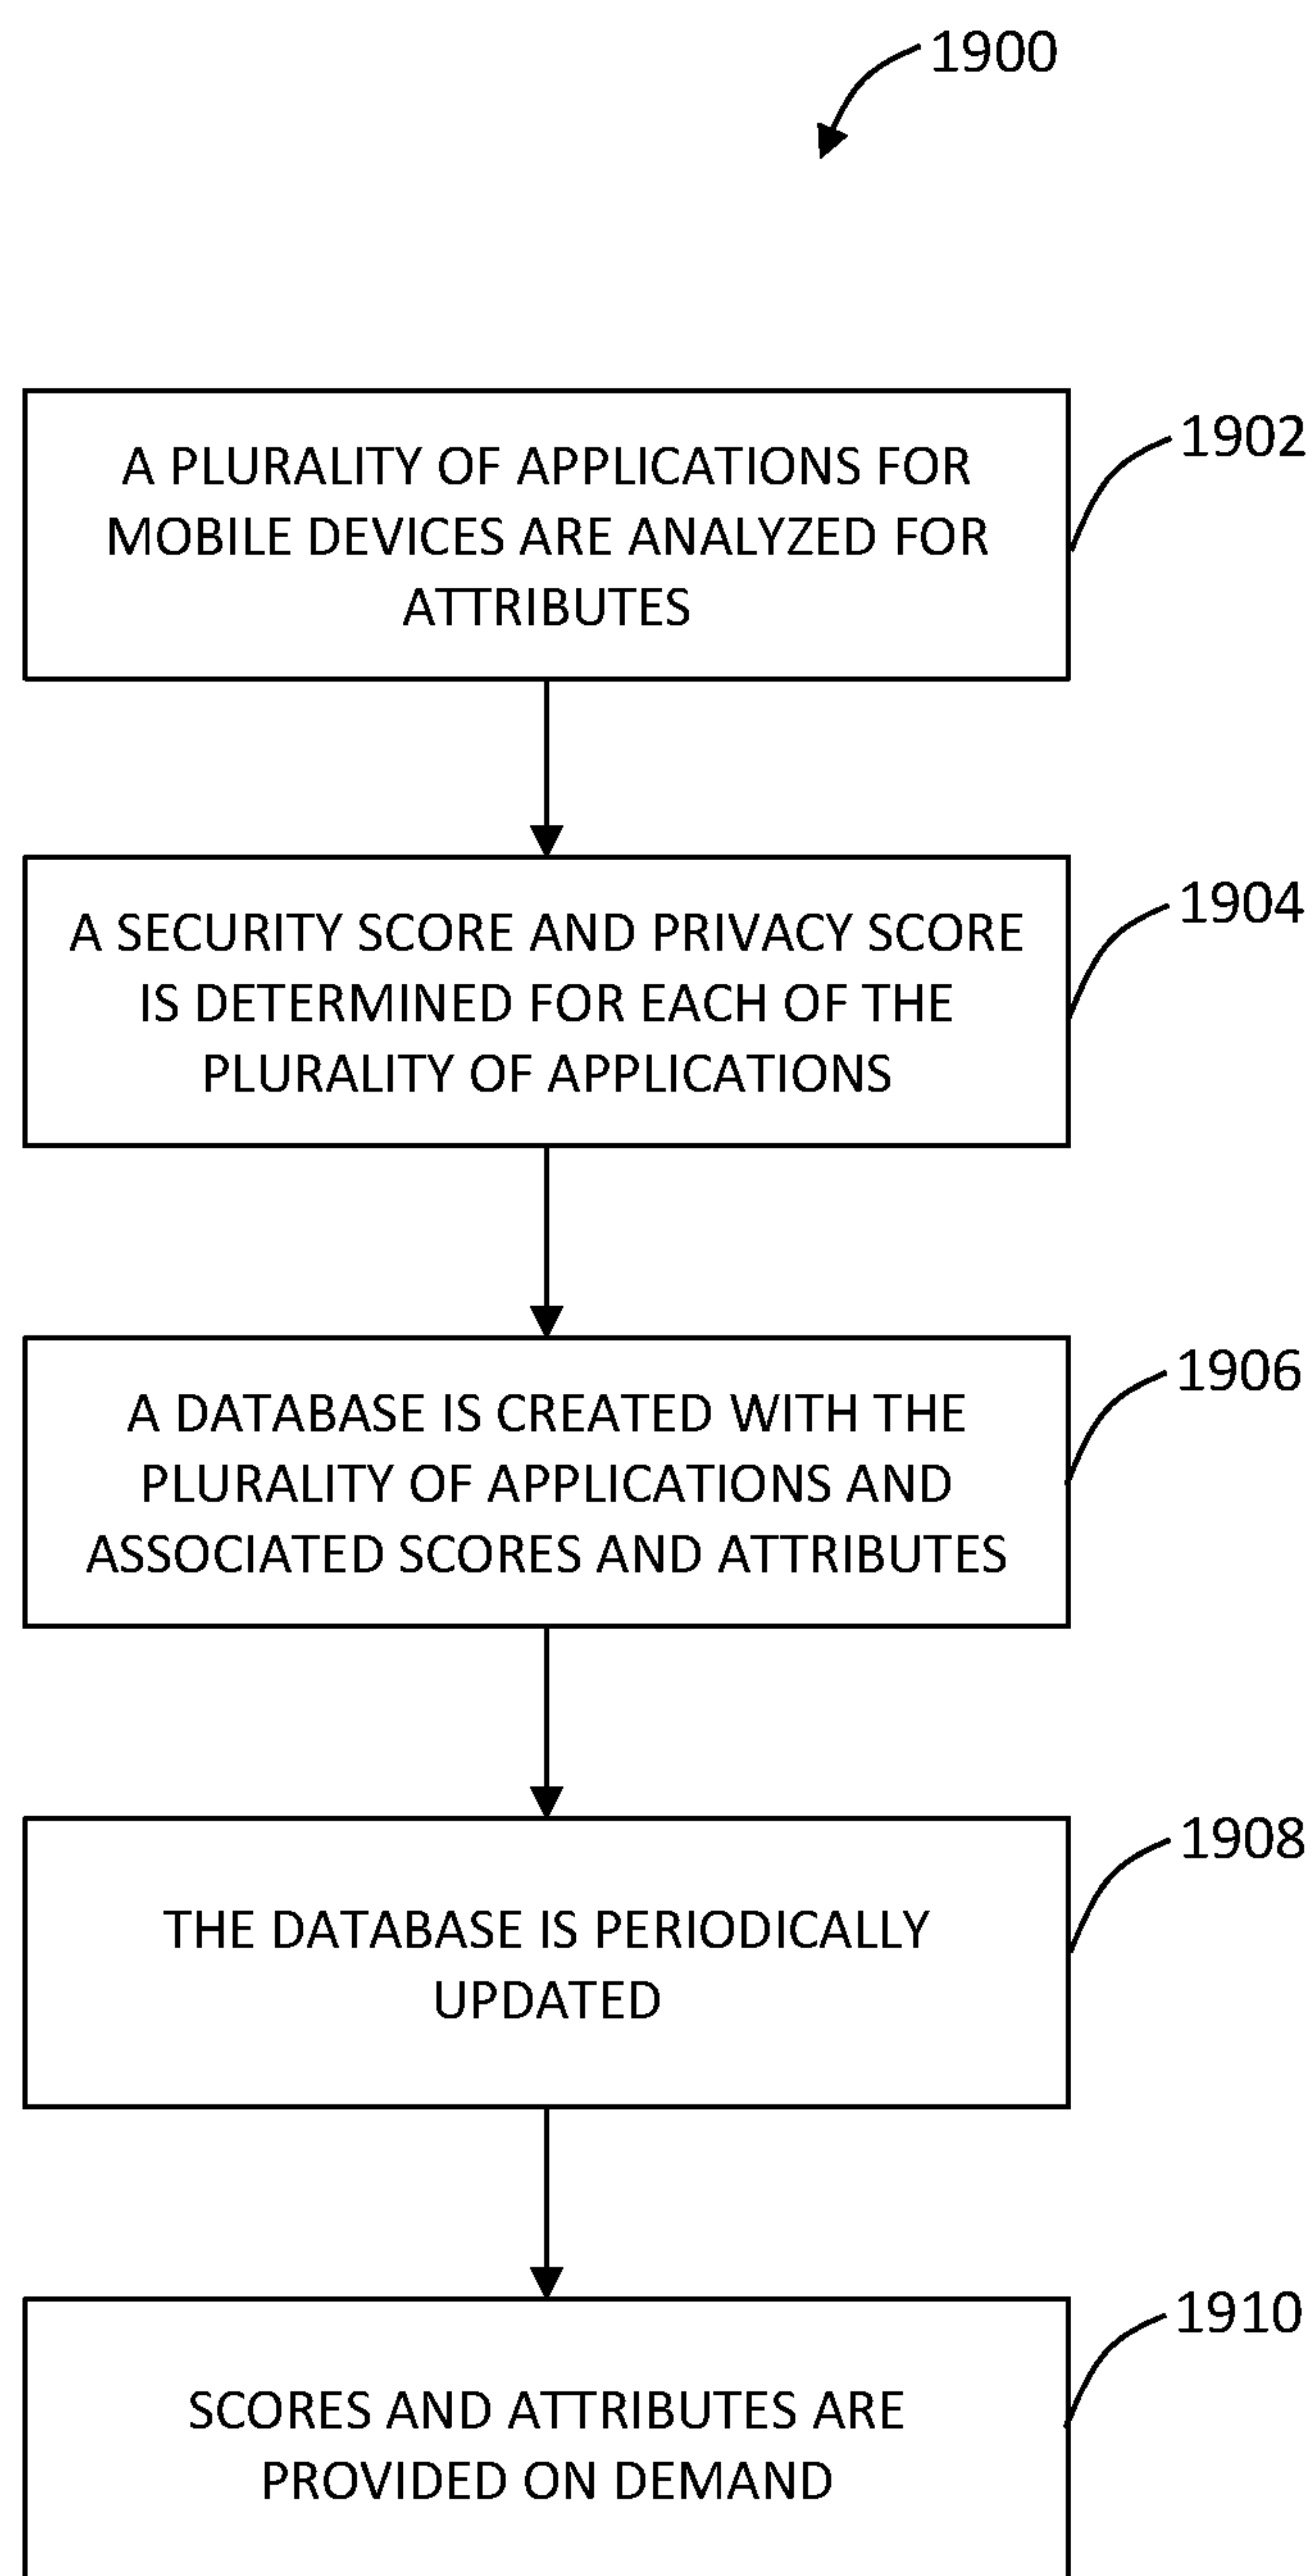 1900
1902
A PLURALITY OF APPLICATIONS FOR
MOBILE DEVICES ARE ANALYZED FOR
ATTRIBUTES
1904
A SECURITY SCORE AND PRIVACY SCORE
IS DETERMINED FOR EACH OF THE
PLURALITY OF APPLICATIONS
1906
A DATABASE IS CREATED WITH THE
PLURALITY OF APPLICATIONS AND
ASSOCIATED SCORES AND ATTRIBUTES
1908
THE DATABASE IS PERIODICALLY
UPDATED
1910
SCORES AND ATTRIBUTES ARE
PROVIDED ON DEMAND